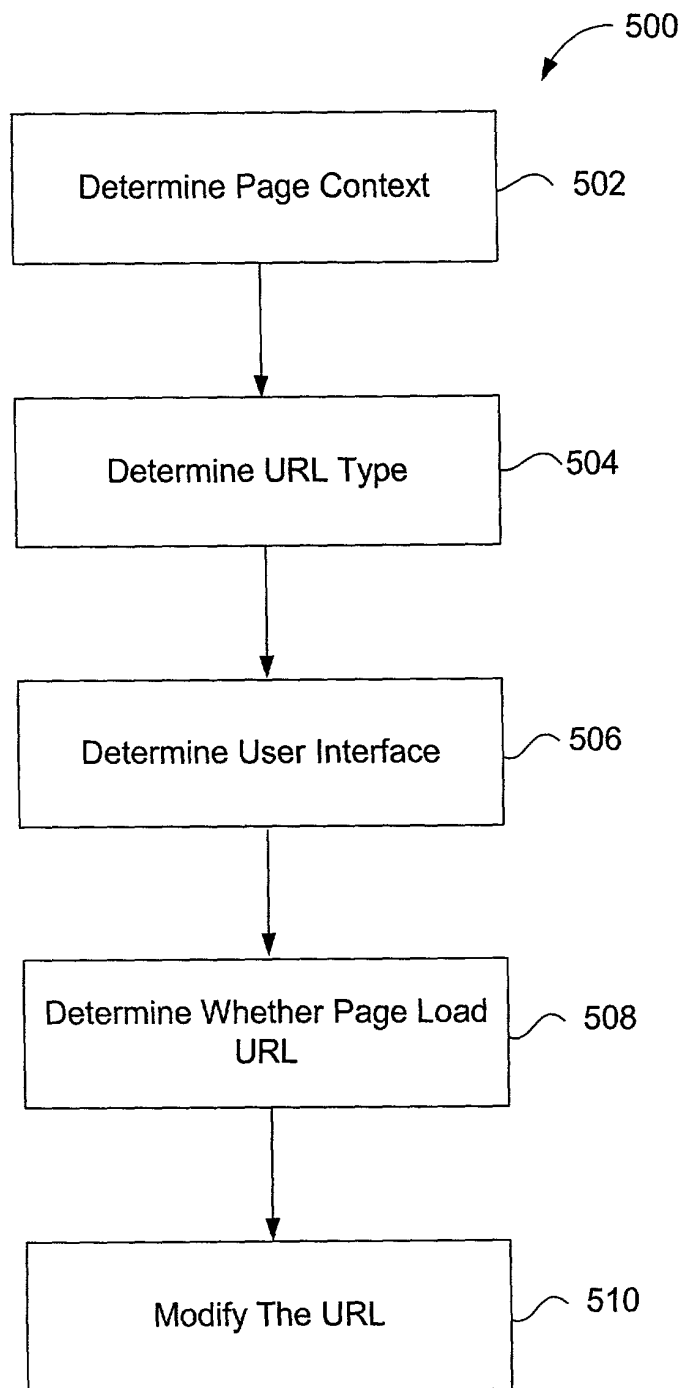 500
Determine Page Context
502
Determine URL Type
504
Determine User Interface
506
Determine Whether Page Load
URL
508
Modify The URL
510